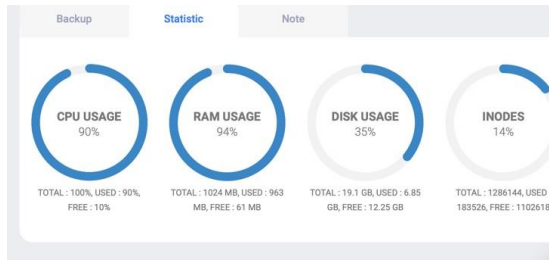 Backup
Statistic
Note
CPU USAGE
90%
TOTAL : 100%, USED : 90%,
FREE : 10%
RAM USAGE
94%
TOTAL : 1024 MB, USED : 963
MB, FREE : 61 MB
DISK USAGE
35%
TOTAL : 19.1 GB, USED : 6.85
GB, FREE : 12.25 GB
INODES
14%
TOTAL : 1286144, USED
183526, FREE : 1102618